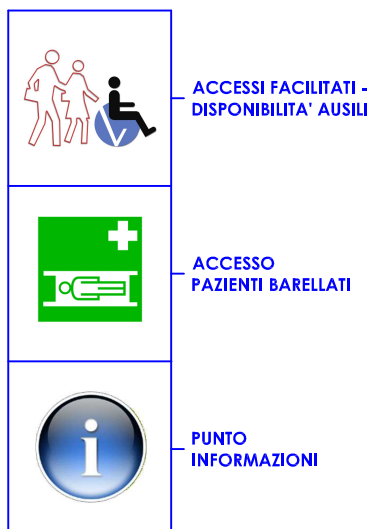 ACCESSI FACILITATI -
DISPONIBILITA' AUSILI
ACCESSO
PAZIENTI BARELLATI
i
PUNTO
INFORMAZIONI